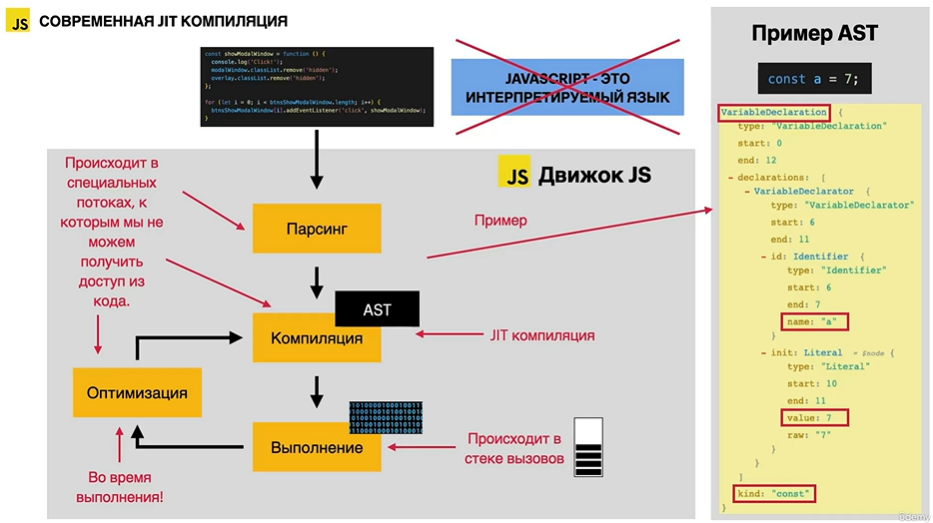 JS СОВРЕМЕННАЯ JIT КОМПИЛЯЦИЯ
const showModalWindow = function () {
console.log("Click!");
modalWindow.classList.remove("hidden");
overlay.classList.remove("hidden");
};
for (let i = 0; i < btnsShowModalWindow.length; i++) {
btnsShowModalWindow[i].addEventListener("click", showModalWindow);
}
JAVASCRIPT - ЭТО
ИНТЕРПРЕТИРУЕМЫЙ ЯЗЫК
JS Движок JS
Происходит в
специальных
потоках, к
которым мы не
можем
получить
доступ из
кода.
Парсинг
Пример
AST
Компиляция
JIT компиляция
Оптимизация
Выполнение
Происходит в
стеке вызовов
Во время
выполнения!
Пример AST
const a = 7;
VariableDeclaration {
type: "VariableDeclaration"
start: 0
end: 12
- declarations: [
- VariableDeclarator {
type: "VariableDeclarator"
start: 6
end: 11
- id: Identifier {
type: "Identifier"
start: 6
end: 7
name: "a"
}
- init: Literal = $node {
type: "Literal"
start: 10
end: 11
value: 7
raw: "7"
}
}
]
kind: "const"
}
ûdemy